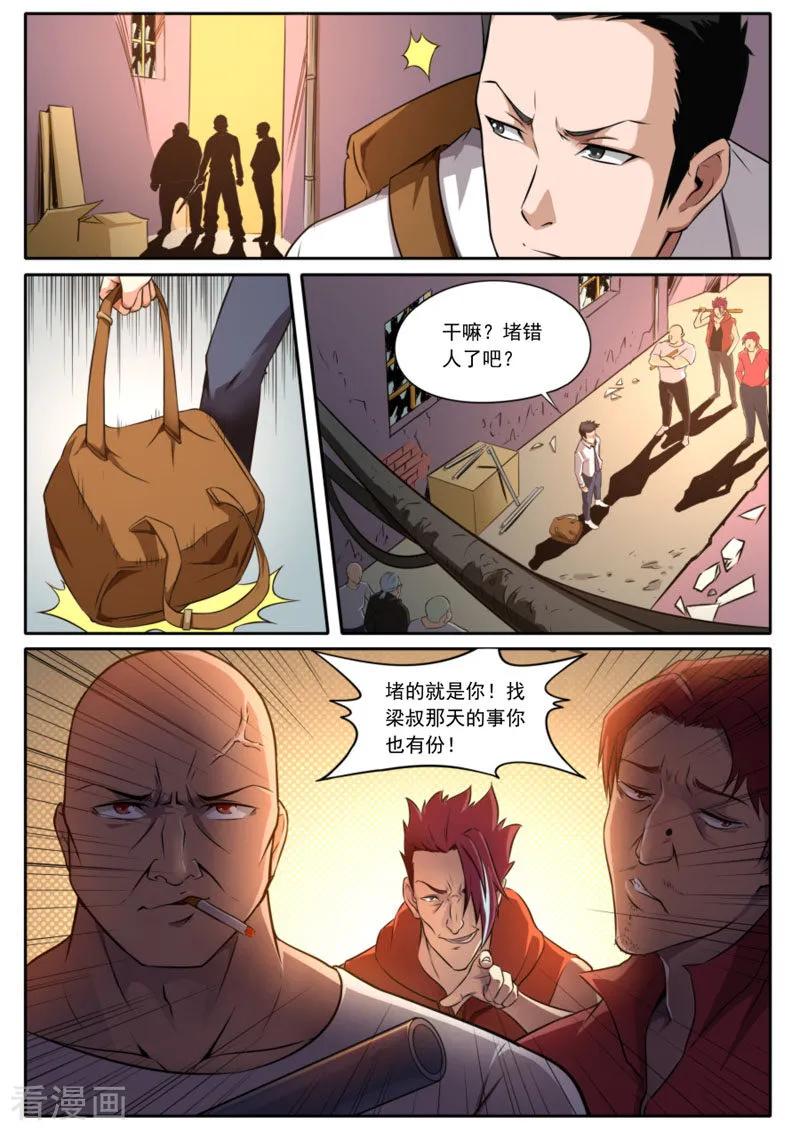 干嘛？堵错
人了吧？
堵的就是你！找
梁叔那天的事你
也有份！
看漫画